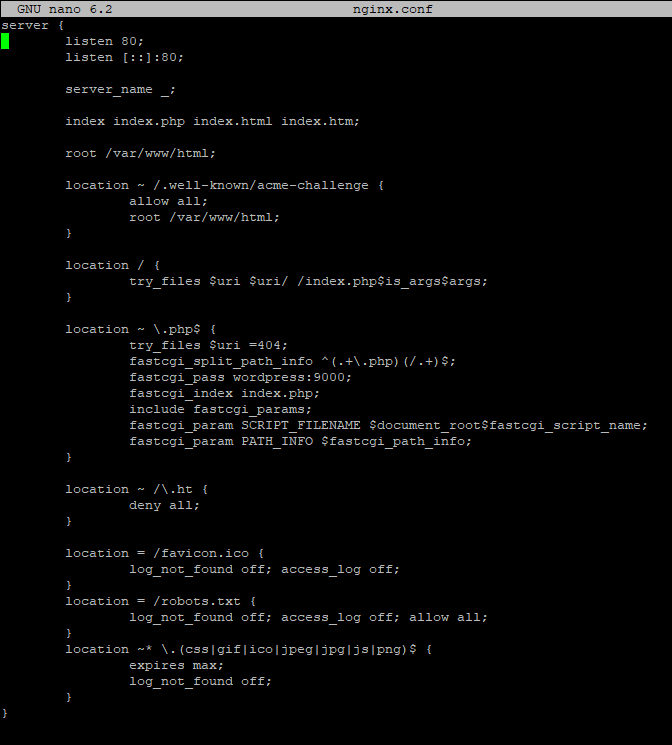 GNU nano 6.2 nginx.conf
server {
listen 80;
listen [::]:80;
server_name _;
index index.php index.html index.htm;
root /var/www/html;
location ~ /.well-known/acme-challenge {
allow all;
root /var/www/html;
}
location / {
try_files $uri $uri/ /index.php$is_args$args;
}
location ~ \.php$ {
try_files $uri =404;
fastcgi_split_path_info ^(.+\.php)(/.+)$;
fastcgi_pass wordpress:9000;
fastcgi_index index.php;
include fastcgi_params;
fastcgi_param SCRIPT_FILENAME $document_root$fastcgi_script_name;
fastcgi_param PATH_INFO $fastcgi_path_info;
}
location ~ /\.ht {
deny all;
}
location = /favicon.ico {
log_not_found off; access_log off;
}
location = /robots.txt {
log_not_found off; access_log off; allow all;
}
location ~* \.(css|gif|ico|jpeg|jpg|js|png)$ {
expires max;
log_not_found off;
}
}